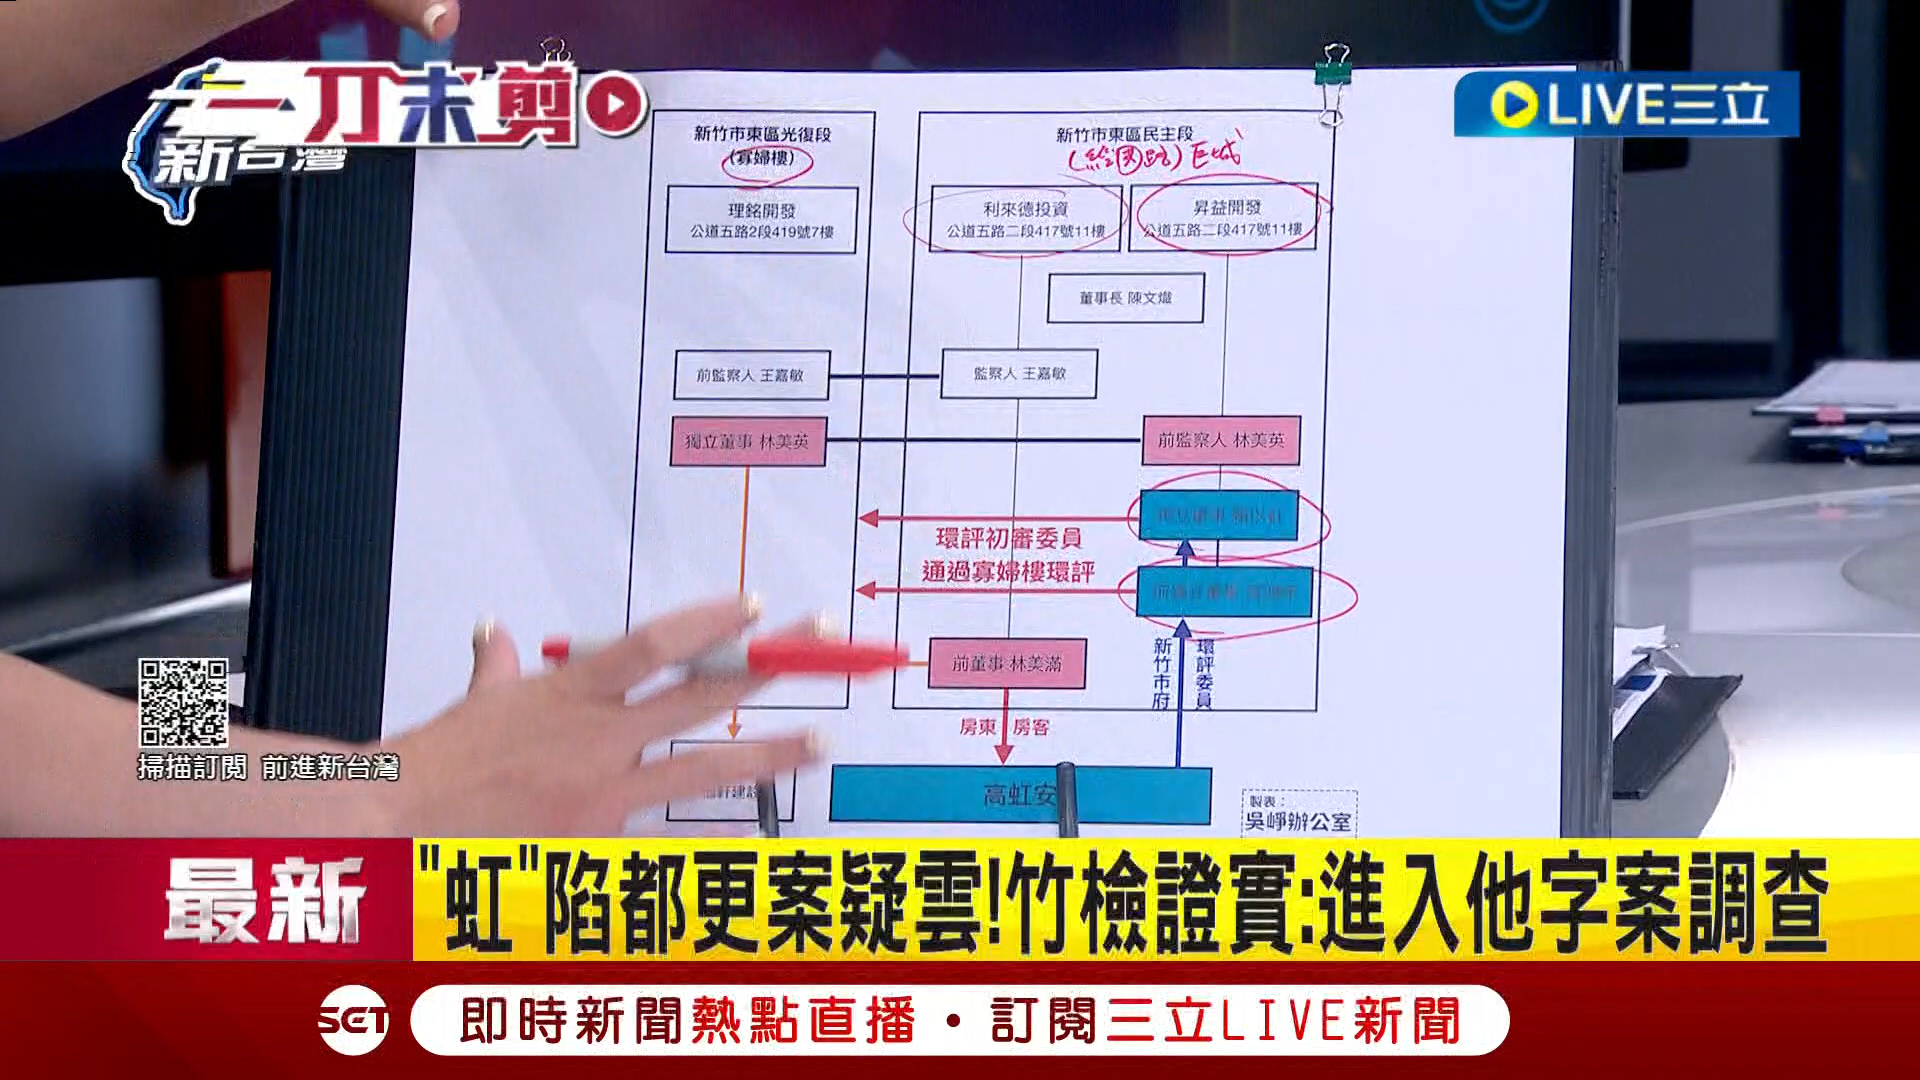 一刀未剪
新台灣
LIVE三立
新竹市東區光復段
(寡婦樓)
理銘開發
公道五路2段419號7樓
新竹市東區民主段
區域
利來德投資
公道五路二段417號11樓
昇益開發
公道五路二段417號11樓
董事長 陳文熾
前監察人 王嘉敏
監察人 王嘉敏
獨立董事 林美英
前監察人 林美英
環評初審委員
通過寡婦樓環評
前董事 林美滿
新竹市府
環評委員
房東 房客
高虹安
製表：
吳崢辦公室
掃描訂閱 前進新台灣
最新
"虹"陷都更案疑雲!竹檢證實:進入他字案調查
SET
即時新聞熱點直播・訂閱三立LIVE新聞